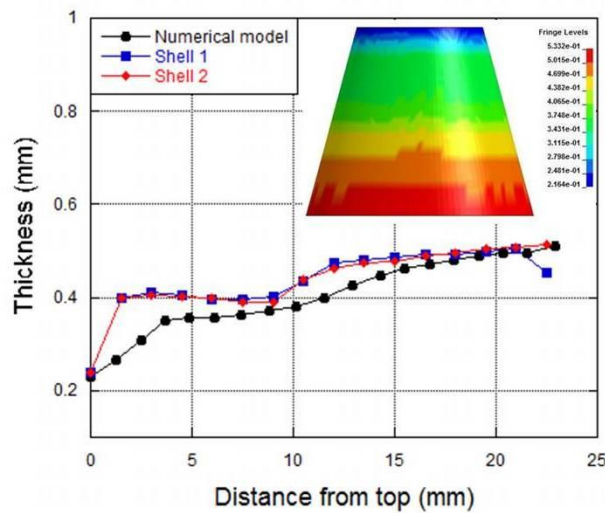 1
0.8
0.6
0.4
0.2
Thickness (mm)
Numerical model
Shell 1
Shell 2
Fringe Levels
5.332e-01
5.015e-01
4.699e-01
4.382e-01
4.065e-01
3.748e-01
3.431e-01
3.115e-01
2.798e-01
2.481e-01
2.164e-01
0
5
10
15
20
25
Distance from top (mm)